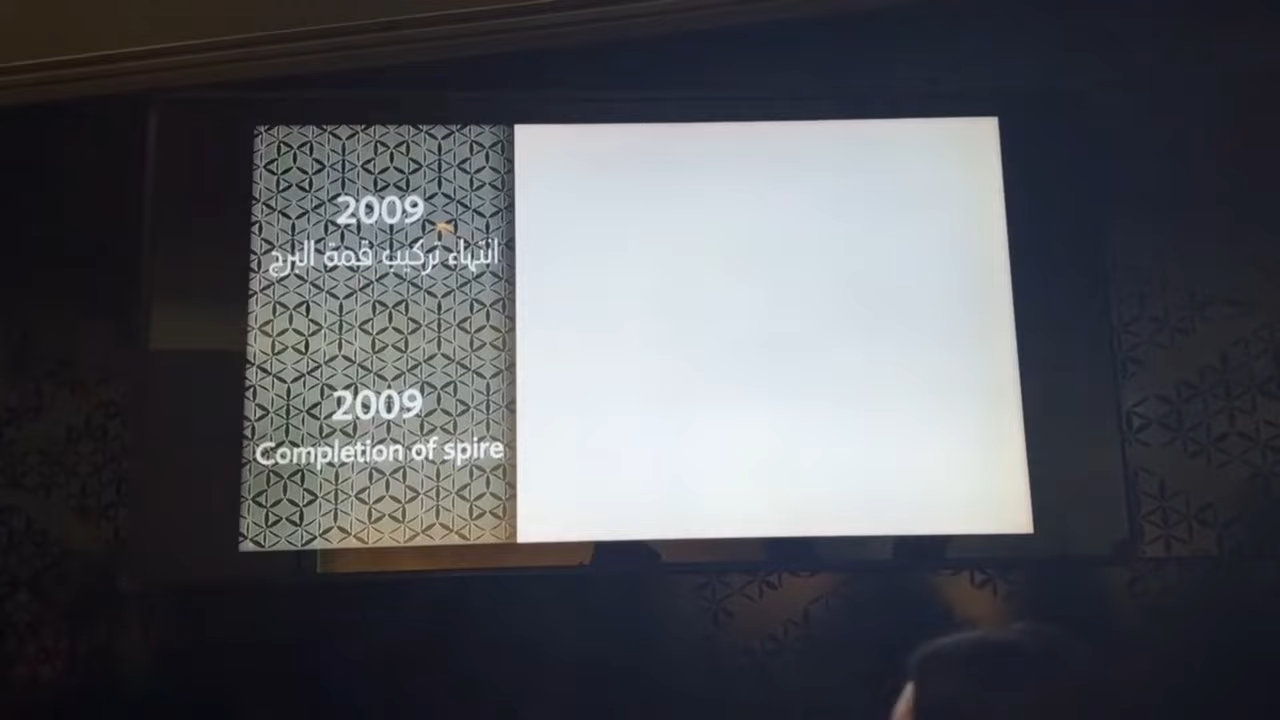 2009
انتهاء تركيب قمة البرج
2009
Completion of spire